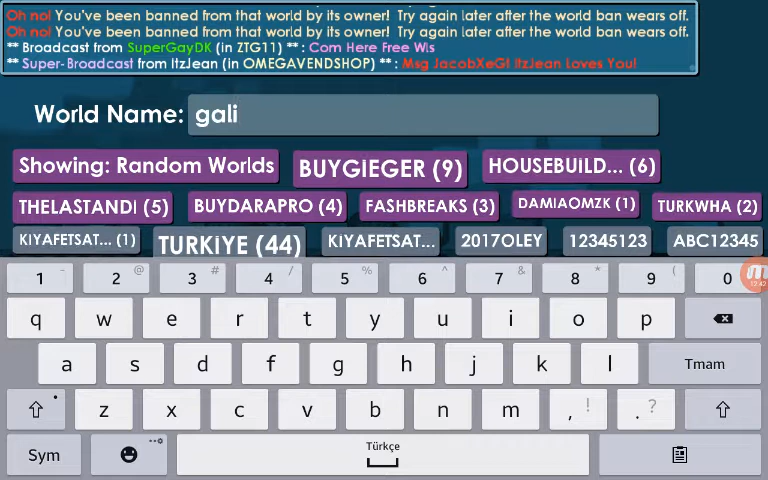 Oh no! You've been banned from that world by its owner! Try again later after the world ban wears off.
Oh no! You've been banned from that world by its owner! Try again later after the world ban wears off.
** Broadcast from SuperGayDK (in ZTG11) ** : Com Here Free Wls
** Super-Broadcast from ItzJean (in OMEGAVENDSHOP) ** : Msg JacobXeGt ItzJean Loves You!
World Name: gali
Showing: Random Worlds BUYGIEGER (9) HOUSEBUILD... (6)
THELASTANDI (5) BUYDARAPRO (4) FASHBREAKS (3) DAMIAOMZK (1) TURKWHA (2)
KIYAFETSAT... (1) TURKIYE (44) KIYAFETSAT... 2017OLEY 12345123 ABC12345
1 - 2 @ 3 # 4 / 5 % 6 ^ 7 & 8 * 9 ( 0
12:42
q w e r t y u i o p
a s d f g h j k l Tmam
z x c v b n m , ! . ?
Sym Türkçe